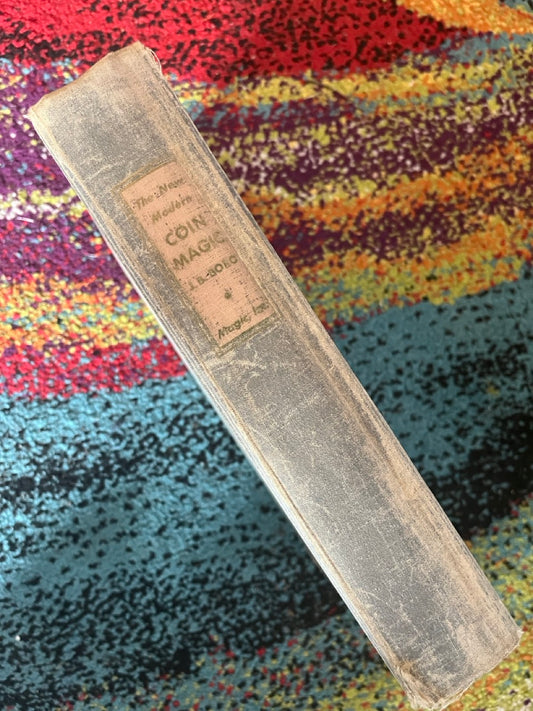 The New
Modern
COIN
MAGIC
J.B. BOBO
Magic, Inc.